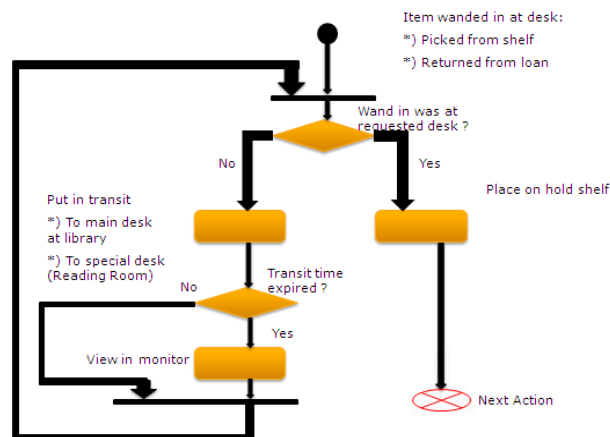 Item wanded in at desk:
*) Picked from shelf
*) Returned from loan
Wand in was at
requested desk ?
No
Yes
Place on hold shelf
Put in transit
*) To main desk
at library
*) To special desk
(Reading Room)
Transit time
expired ?
No
Yes
View in monitor
Next Action